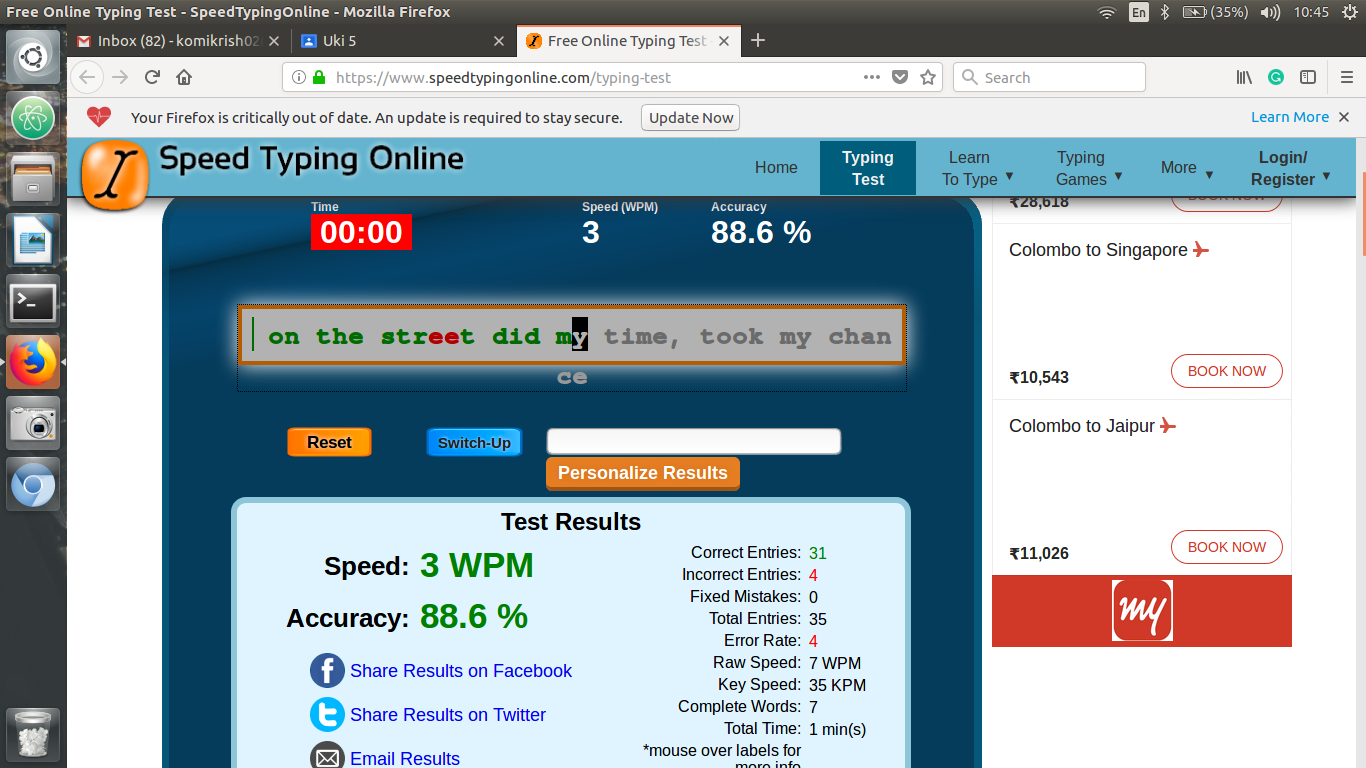 Free Online Typing Test - SpeedTypingOnline - Mozilla Firefox
En
(35%)
10:45
Inbox (82) - komikrish02
Uki 5
Free Online Typing Test
https://www.speedtypingonline.com/typing-test
Search
Your Firefox is critically out of date. An update is required to stay secure.
Update Now
Learn More
Speed Typing Online
Home
Typing Test
Learn To Type
Typing Games
More
Login/ Register
Time
Speed (WPM)
Accuracy
00:00
3
88.6 %
on the street did my time, took my chan
ce
Reset
Switch-Up
Personalize Results
Test Results
Speed: 3 WPM
Accuracy: 88.6 %
Share Results on Facebook
Share Results on Twitter
Email Results
Correct Entries: 31
Incorrect Entries: 4
Fixed Mistakes: 0
Total Entries: 35
Error Rate: 4
Raw Speed: 7 WPM
Key Speed: 35 KPM
Complete Words: 7
Total Time: 1 min(s)
*mouse over labels for
more info
₹28,618
Colombo to Singapore
₹10,543
BOOK NOW
Colombo to Jaipur
₹11,026
BOOK NOW
my